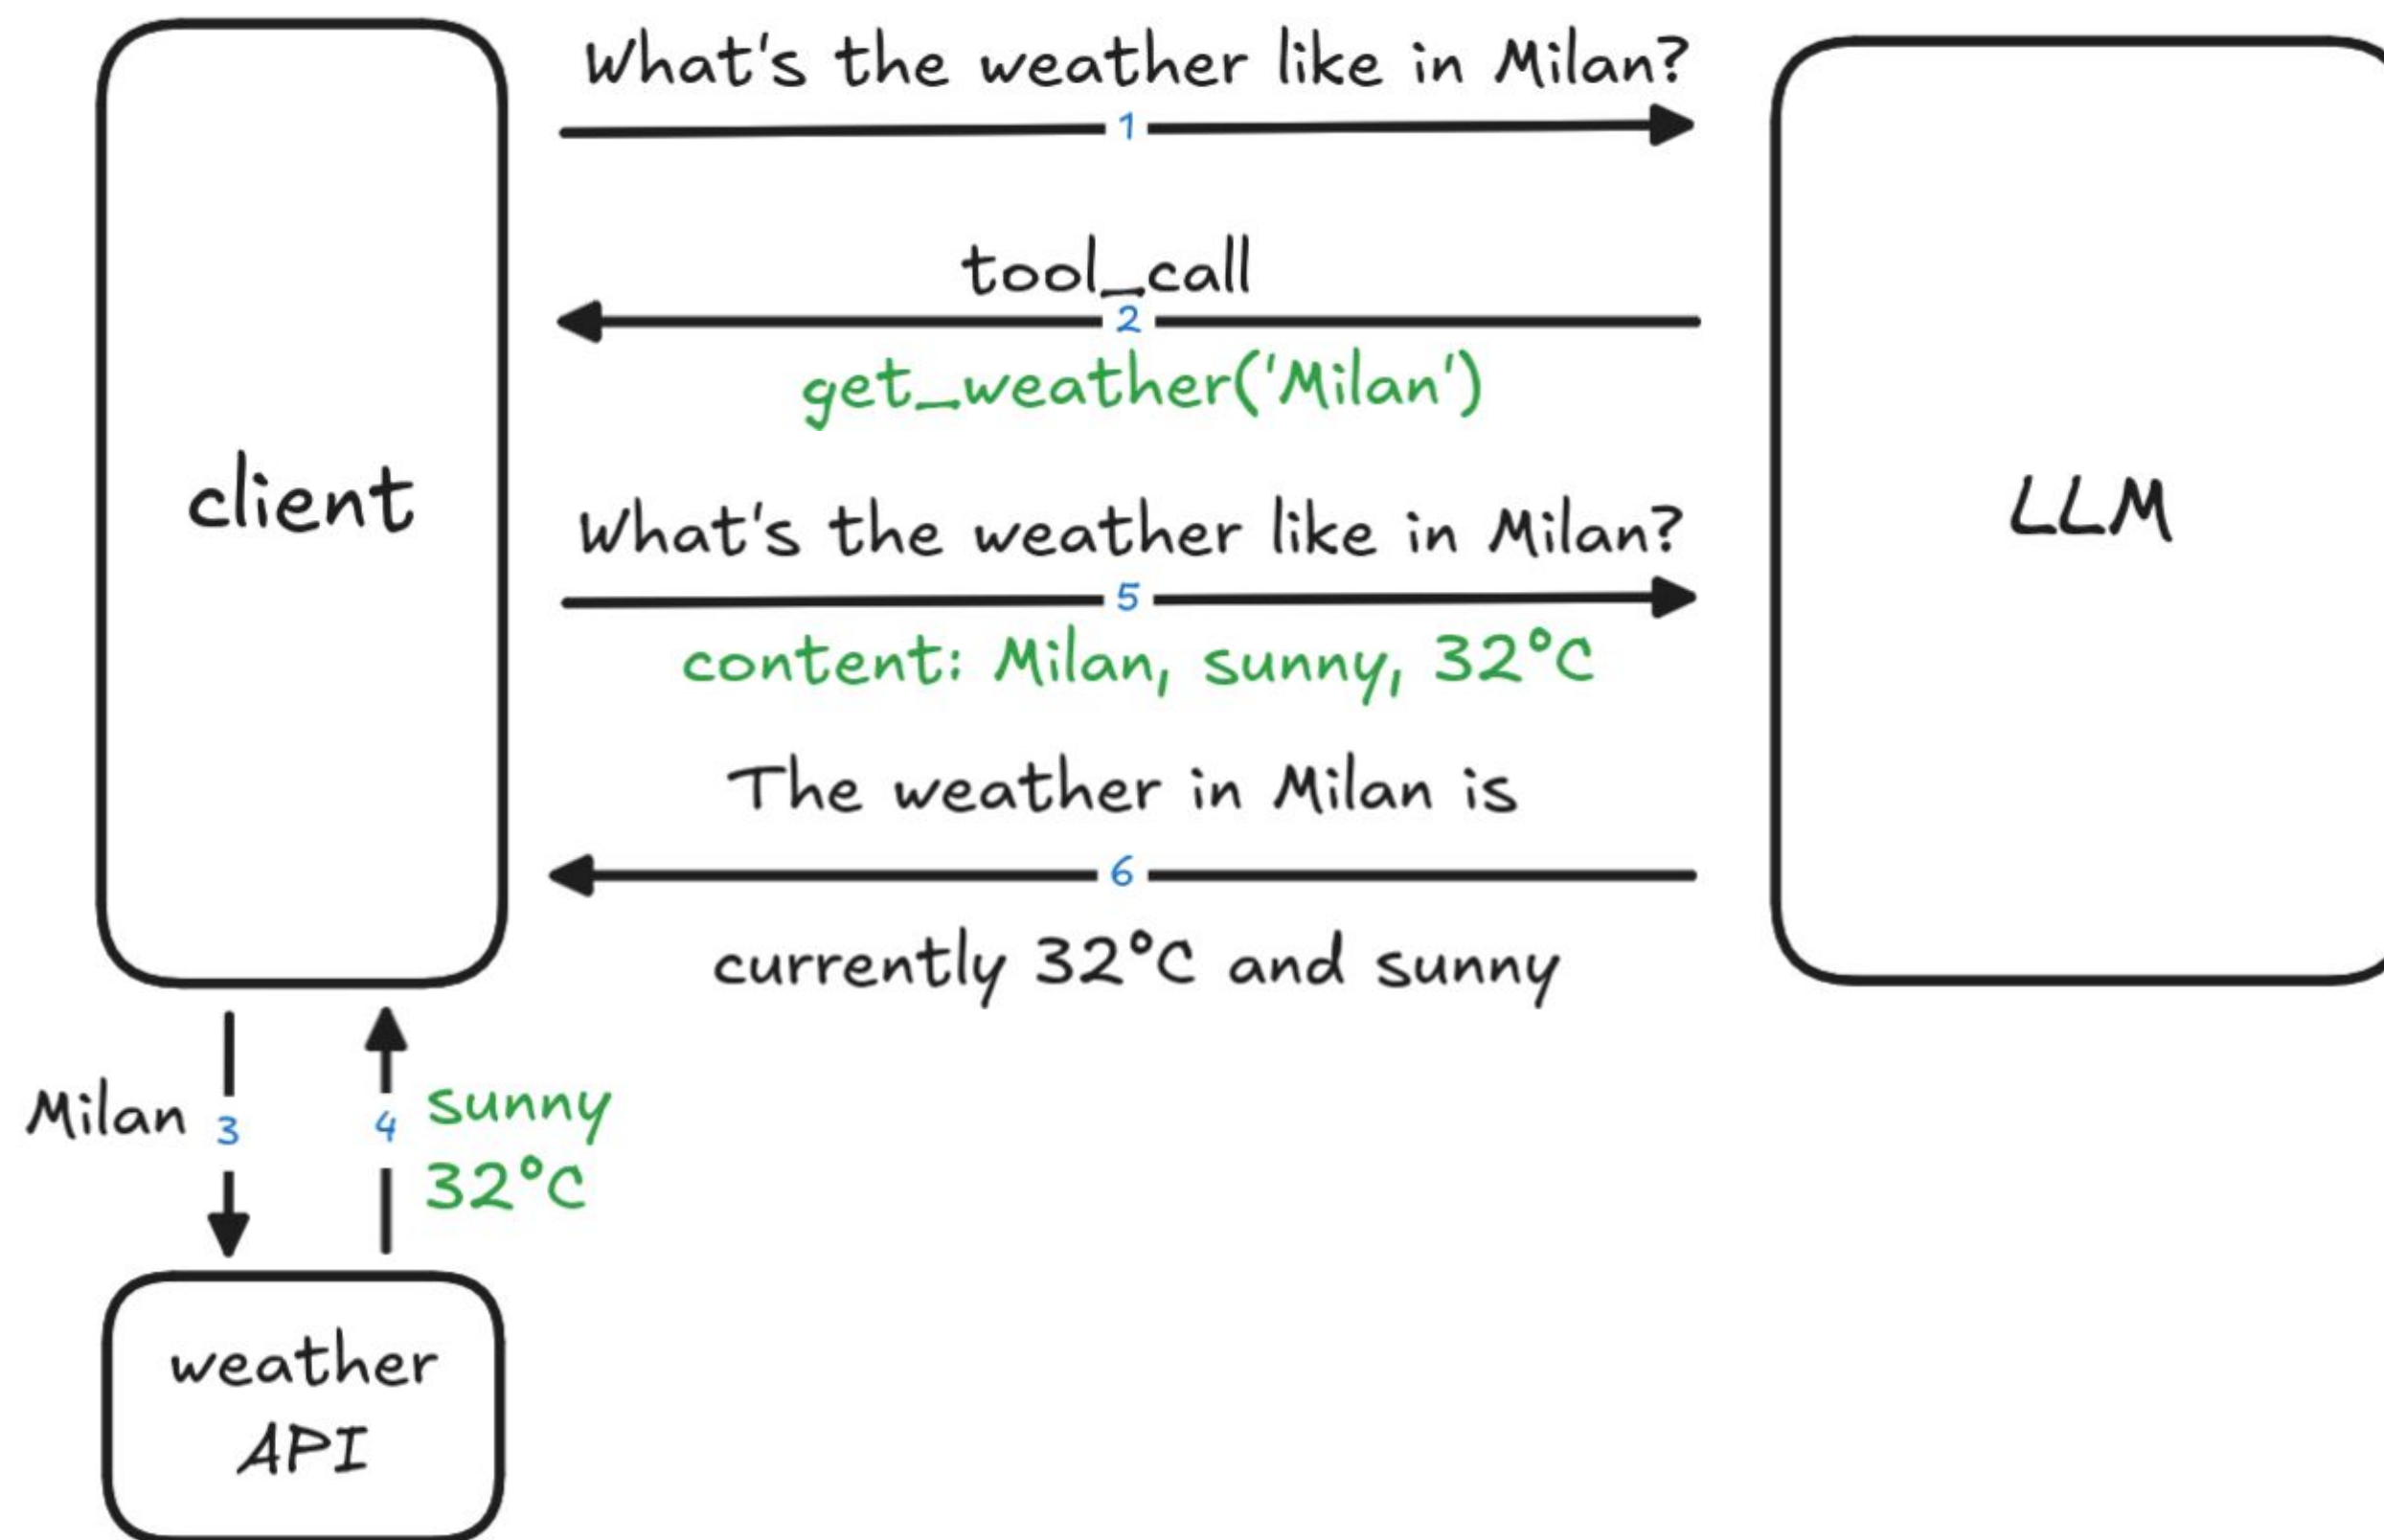 What's the weather like in Milan?
1
tool_call
2
get_weather('Milan')
client
LLM
What's the weather like in Milan?
5
content: Milan, sunny, 32°C
The weather in Milan is
6
currently 32°C and sunny
Milan
3
4
sunny
32°C
weather
API